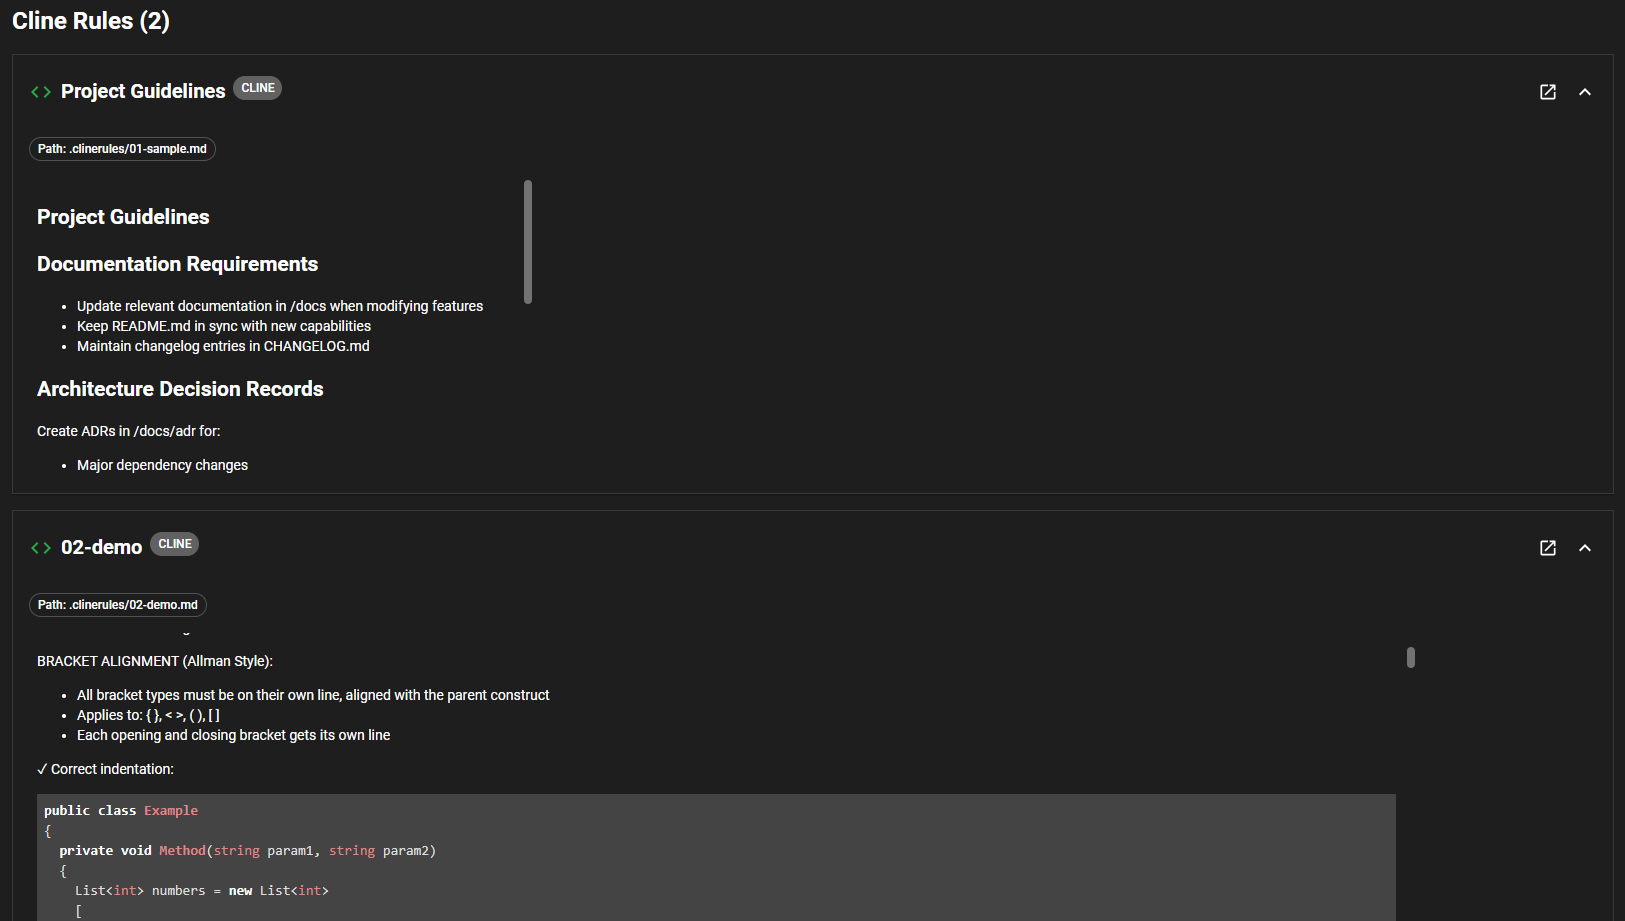 Cline Rules (2)
Project Guidelines CLINE
Path: .clinerules/01-sample.md
Project Guidelines
Documentation Requirements
• Update relevant documentation in /docs when modifying features
• Keep README.md in sync with new capabilities
• Maintain changelog entries in CHANGELOG.md
Architecture Decision Records
Create ADRs in /docs/adr for:
• Major dependency changes
02-demo CLINE
Path: .clinerules/02-demo.md
BRACKET ALIGNMENT (Allman Style):
• All bracket types must be on their own line, aligned with the parent construct
• Applies to: { }, < >, ( ), [ ]
• Each opening and closing bracket gets its own line
✓ Correct indentation:
public class Example
{
  private void Method(string param1, string param2)
  {
    List<int> numbers = new List<int>
    [